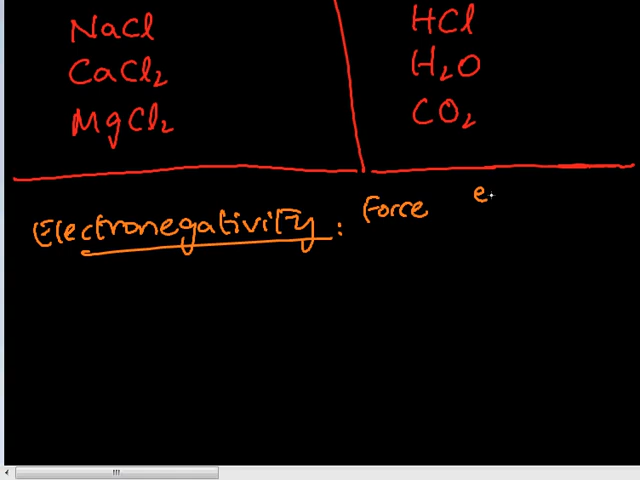 NaCl
CaCl2
MgCl2
HCl
H2O
CO2
Electronegativity: Force e